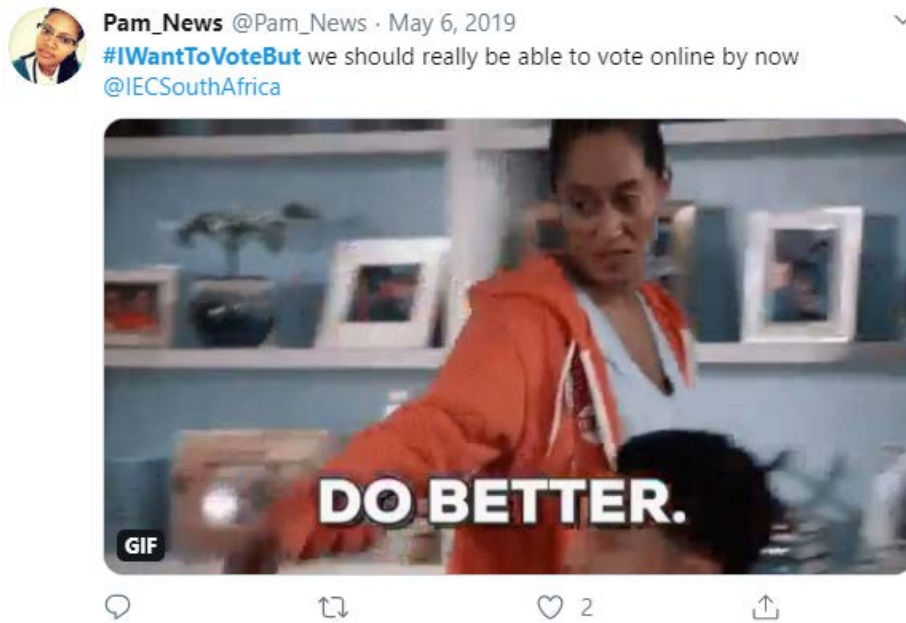 Pam_News @Pam_News · May 6, 2019
#IWantToVoteBut we should really be able to vote online by now
@IECSouthAfrica
DO BETTER.
GIF
2